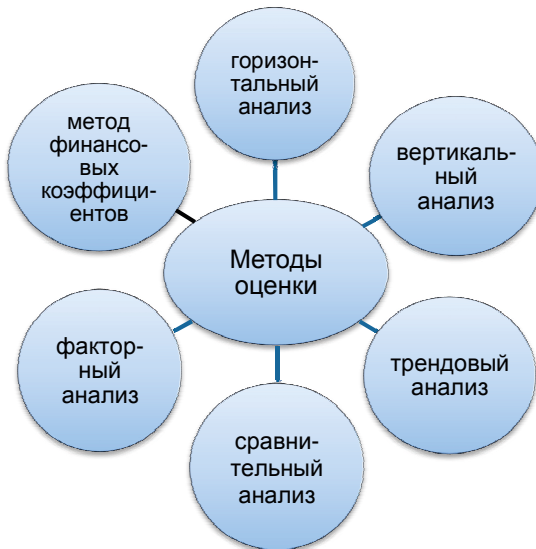 горизон-
тальный
анализ
вертикаль-
ный
анализ
трендовый
анализ
сравни-
тельный
анализ
фактор-
ный
анализ
метод
финансо-
вых
коэффици-
ентов
Методы
оценки